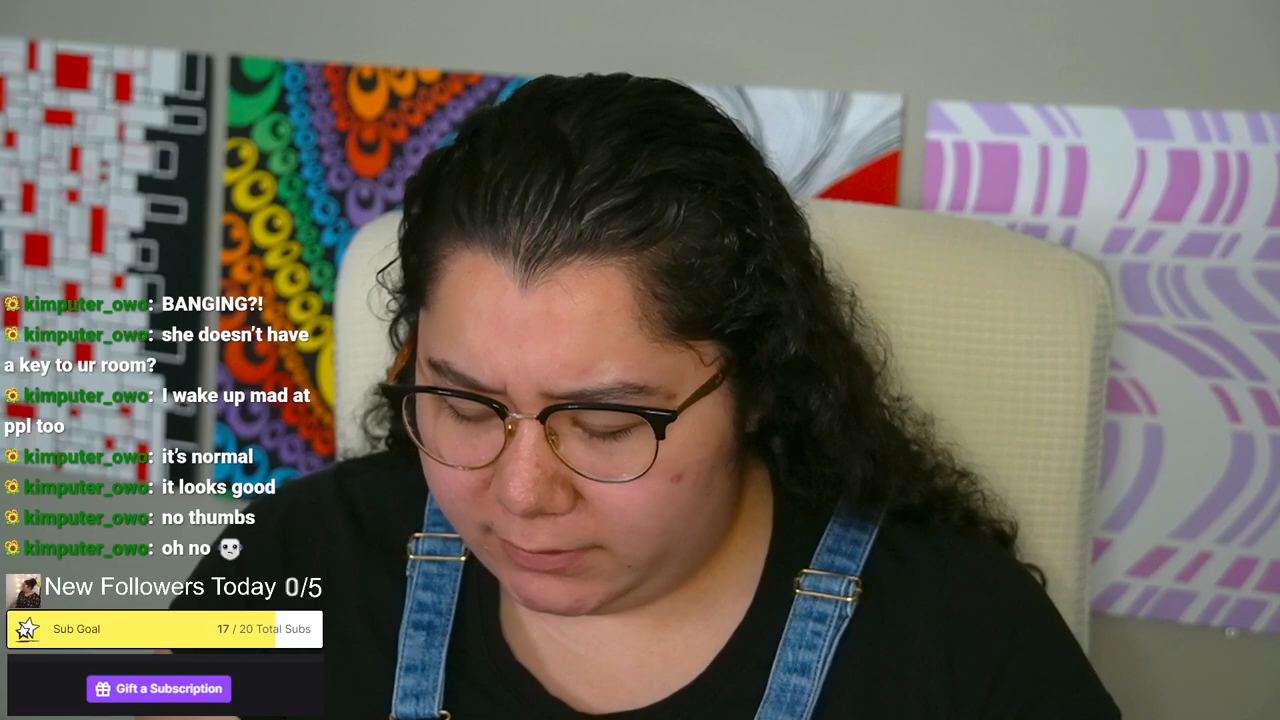 kimputer_owo: BANGING?!
kimputer_owo: she doesn't have
a key to ur room?
kimputer_owo: I wake up mad at
ppl too
kimputer_owo: it's normal
kimputer_owo: it looks good
kimputer_owo: no thumbs
kimputer_owo: oh no
New Followers Today 0/5
Sub Goal 17 / 20 Total Subs
Gift a Subscription